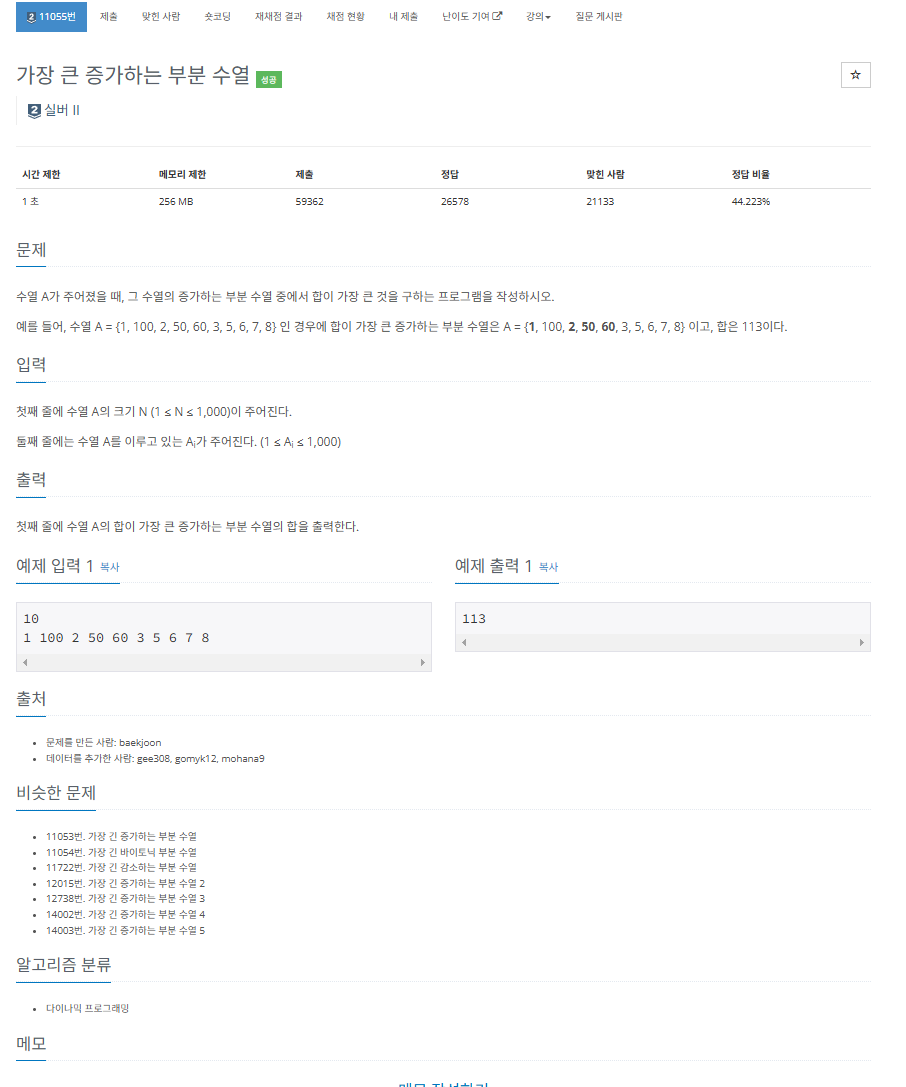 2 11055번 제출 맞힌 사람 숏코딩 재채점 결과 채점 현황 내 제출 난이도 기여 강의 질문 게시판
가장 큰 증가하는 부분 수열 성공
2 실버 II
시간 제한 메모리 제한 제출 정답 맞힌 사람 정답 비율
1 초 256 MB 59362 26578 21133 44.223%
문제
수열 A가 주어졌을 때, 그 수열의 증가하는 부분 수열 중에서 합이 가장 큰 것을 구하는 프로그램을 작성하시오.
예를 들어, 수열 A = {1, 100, 2, 50, 60, 3, 5, 6, 7, 8} 인 경우에 합이 가장 큰 증가하는 부분 수열은 A = {1, 100, 2, 50, 60, 3, 5, 6, 7, 8} 이고, 합은 113이다.
입력
첫째 줄에 수열 A의 크기 N (1 ≤ N ≤ 1,000)이 주어진다.
둘째 줄에는 수열 A를 이루고 있는 Ai가 주어진다. (1 ≤ Ai ≤ 1,000)
출력
첫째 줄에 수열 A의 합이 가장 큰 증가하는 부분 수열의 합을 출력한다.
예제 입력 1 복사
10
1 100 2 50 60 3 5 6 7 8
예제 출력 1 복사
113
출처
문제를 만든 사람: baekjoon
데이터를 추가한 사람: gee308, gomyk12, mohana9
비슷한 문제
11053번. 가장 긴 증가하는 부분 수열
11054번. 가장 긴 바이토닉 부분 수열
11722번. 가장 긴 감소하는 부분 수열
12015번. 가장 긴 증가하는 부분 수열 2
12738번. 가장 긴 증가하는 부분 수열 3
14002번. 가장 긴 증가하는 부분 수열 4
14003번. 가장 긴 증가하는 부분 수열 5
알고리즘 분류
다이나믹 프로그래밍
메모